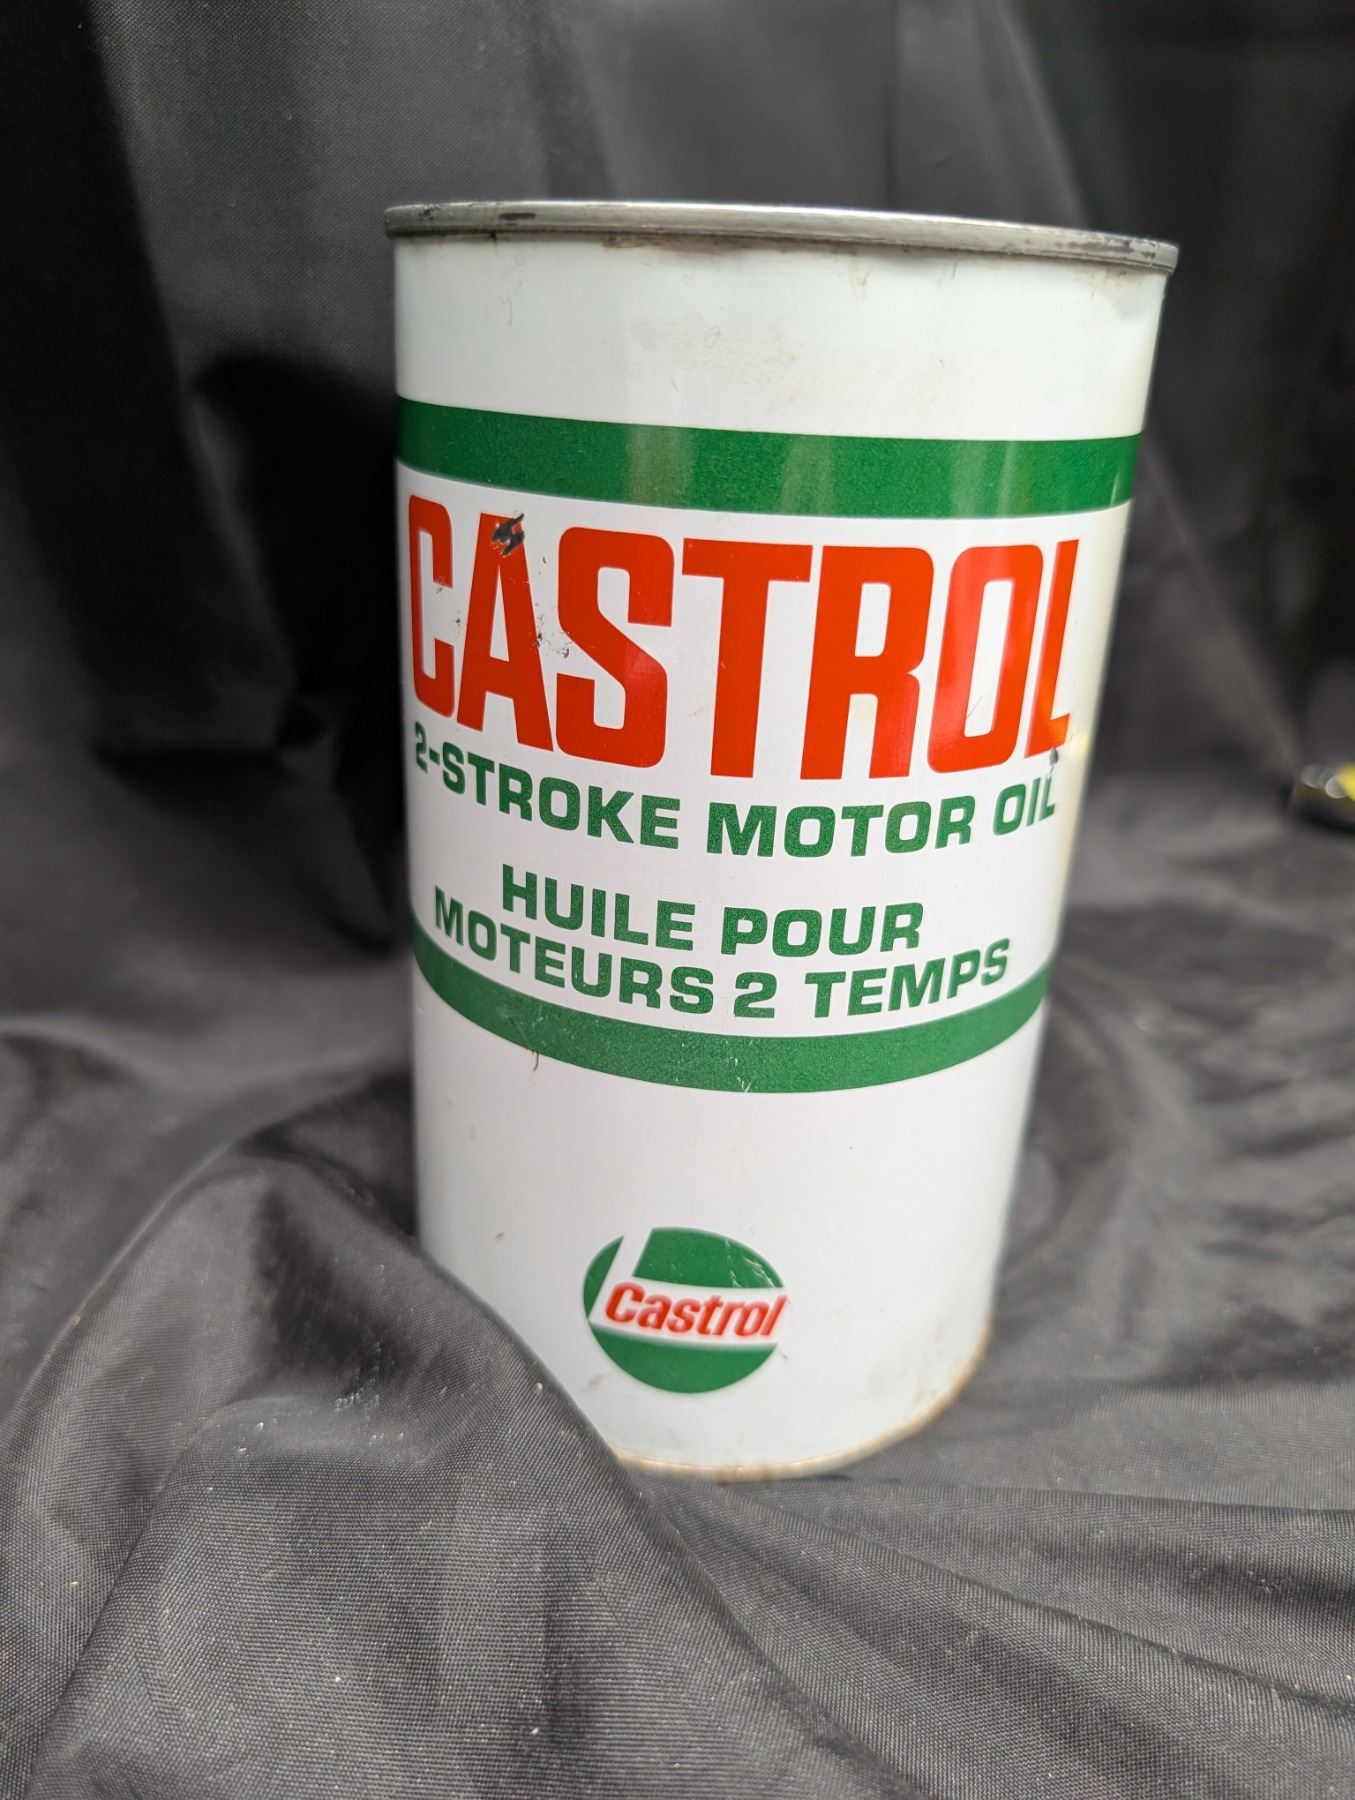 CASTROL
2-STROKE MOTOR OIL
HUILE POUR
MOTEURS 2 TEMPS
Castrol